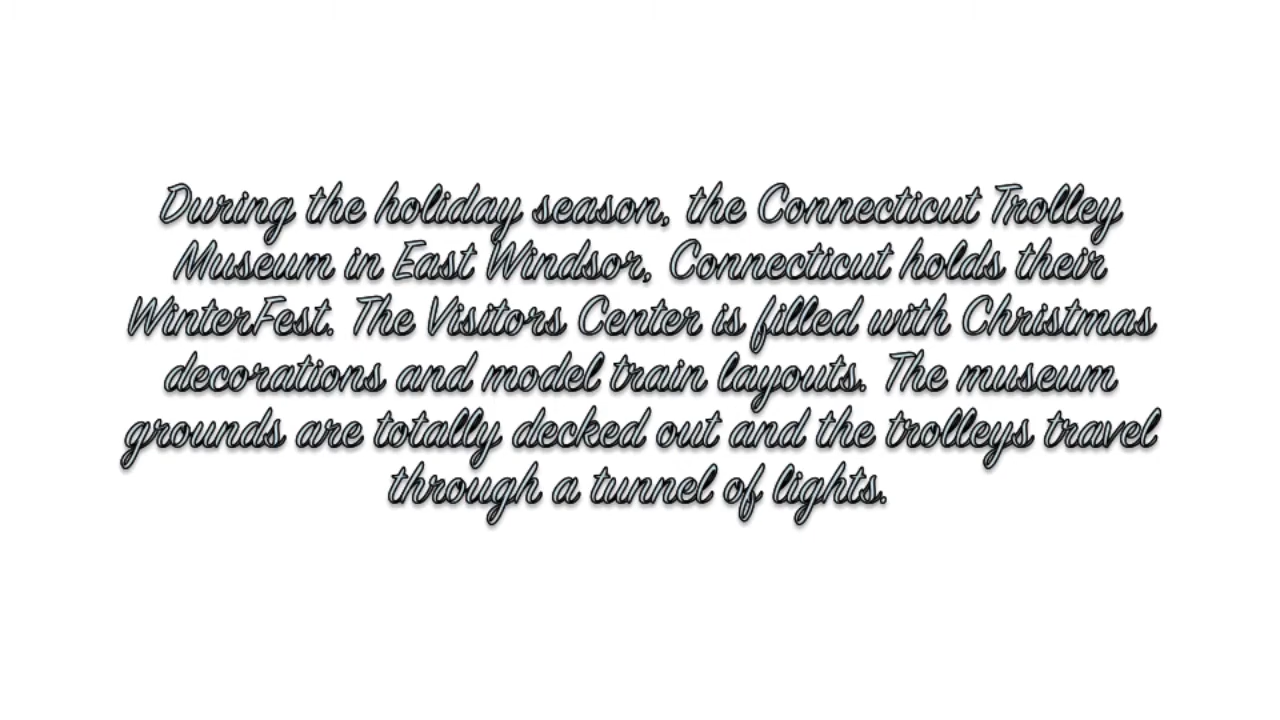 During the holiday season, the Connecticut Trolley
Museum in East Windsor, Connecticut holds their
WinterFest. The Visitors Center is filled with Christmas
decorations and model train layouts. The museum
grounds are totally decked out and the trolleys travel
through a tunnel of lights.